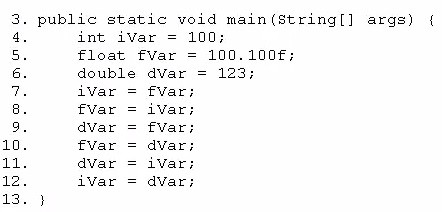 3. public static void main(String[] args) {
4.     int iVar = 100;
5.     float fVar = 100.100f;
6.     double dVar = 123;
7.     iVar = fVar;
8.     fVar = iVar;
9.     dVar = fVar;
10.     fVar = dVar;
11.     dVar = iVar;
12.     iVar = dVar;
13. }